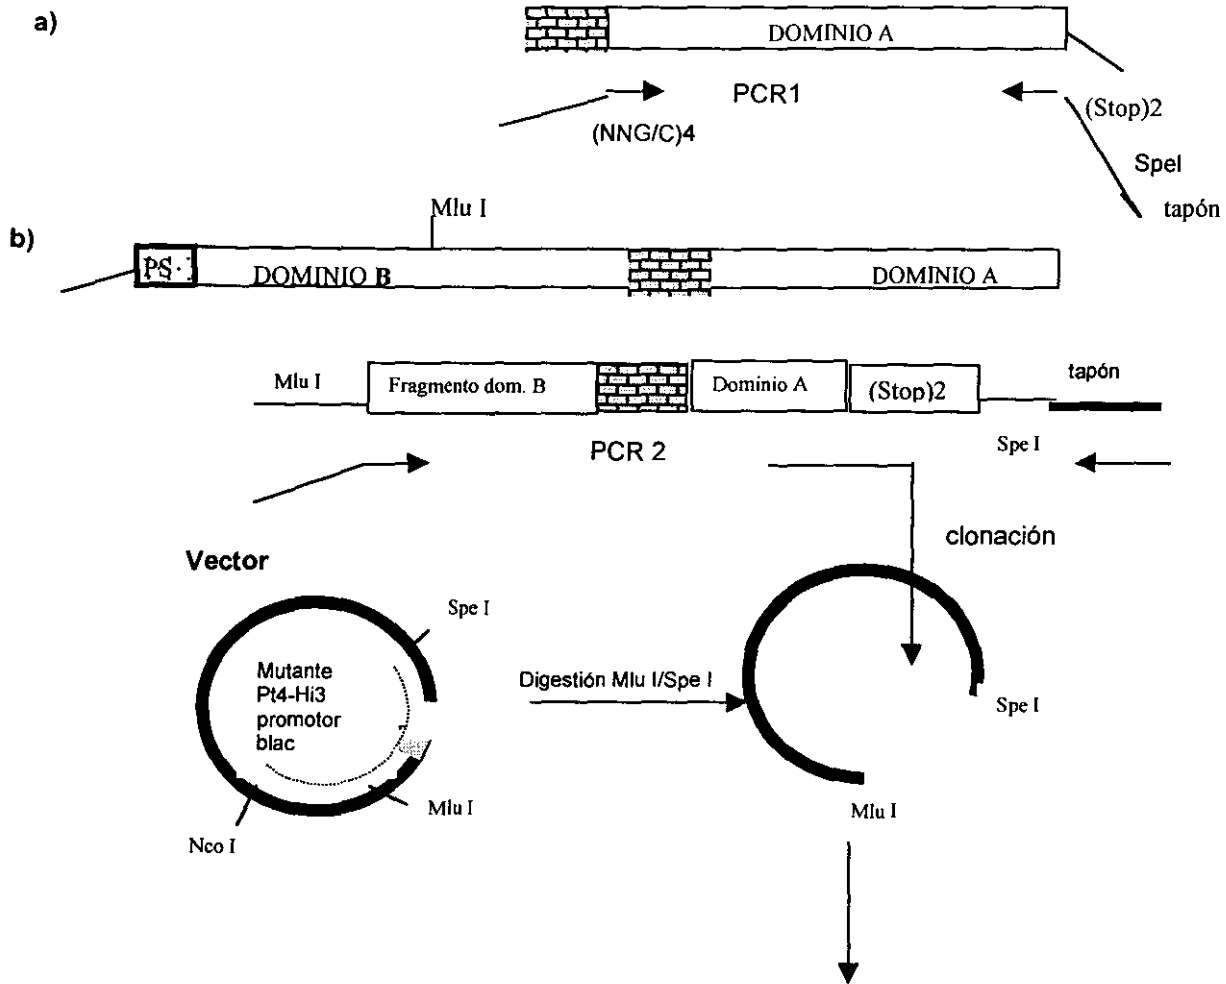 a)
DOMINIO A
PCR1
(NNG/C)4
(Stop)2
SpeI
tapón
b)
Mlu I
PS
DOMINIO B
DOMINIO A
Mlu I
Fragmento dom. B
Dominio A
(Stop)2
tapón
Spe I
PCR 2
clonación
Vector
Spe I
Mutante
Pt4-Hi3
promotor
blac
Mlu I
Nco I
Digestión Mlu I/Spe I
Spe I
Mlu I